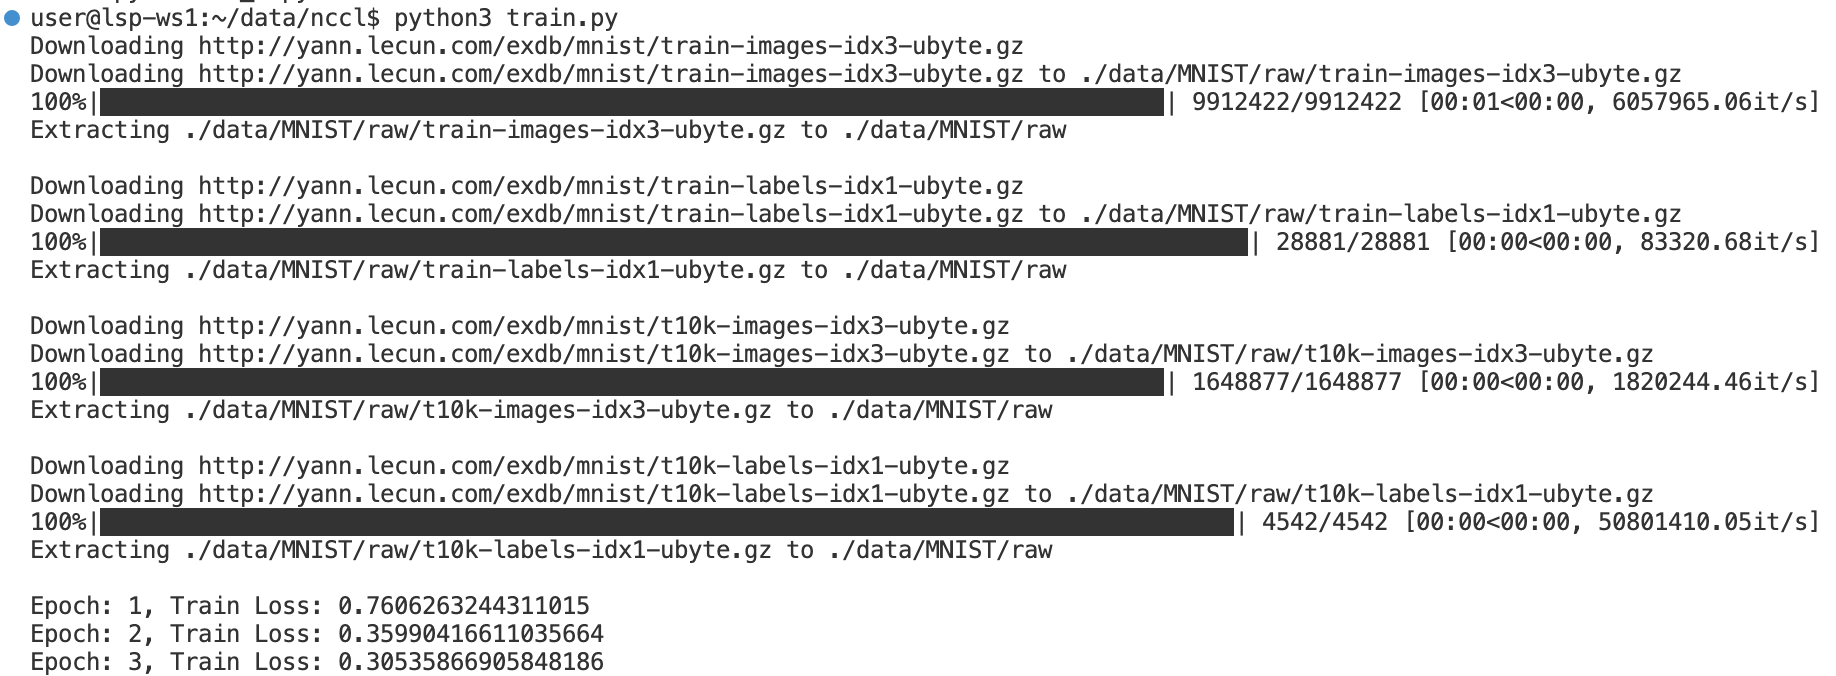 user@lsp-ws1:~/data/nccl$ python3 train.py
Downloading http://yann.lecun.com/exdb/mnist/train-images-idx3-ubyte.gz
Downloading http://yann.lecun.com/exdb/mnist/train-images-idx3-ubyte.gz to ./data/MNIST/raw/train-images-idx3-ubyte.gz
100%|██████████| 9912422/9912422 [00:01<00:00, 6057965.06it/s]
Extracting ./data/MNIST/raw/train-images-idx3-ubyte.gz to ./data/MNIST/raw
Downloading http://yann.lecun.com/exdb/mnist/train-labels-idx1-ubyte.gz
Downloading http://yann.lecun.com/exdb/mnist/train-labels-idx1-ubyte.gz to ./data/MNIST/raw/train-labels-idx1-ubyte.gz
100%|██████████| 28881/28881 [00:00<00:00, 83320.68it/s]
Extracting ./data/MNIST/raw/train-labels-idx1-ubyte.gz to ./data/MNIST/raw
Downloading http://yann.lecun.com/exdb/mnist/t10k-images-idx3-ubyte.gz
Downloading http://yann.lecun.com/exdb/mnist/t10k-images-idx3-ubyte.gz to ./data/MNIST/raw/t10k-images-idx3-ubyte.gz
100%|██████████| 1648877/1648877 [00:00<00:00, 1820244.46it/s]
Extracting ./data/MNIST/raw/t10k-images-idx3-ubyte.gz to ./data/MNIST/raw
Downloading http://yann.lecun.com/exdb/mnist/t10k-labels-idx1-ubyte.gz
Downloading http://yann.lecun.com/exdb/mnist/t10k-labels-idx1-ubyte.gz to ./data/MNIST/raw/t10k-labels-idx1-ubyte.gz
100%|██████████| 4542/4542 [00:00<00:00, 50801410.05it/s]
Extracting ./data/MNIST/raw/t10k-labels-idx1-ubyte.gz to ./data/MNIST/raw
Epoch: 1, Train Loss: 0.7606263244311015
Epoch: 2, Train Loss: 0.35990416611035664
Epoch: 3, Train Loss: 0.30535866905848186